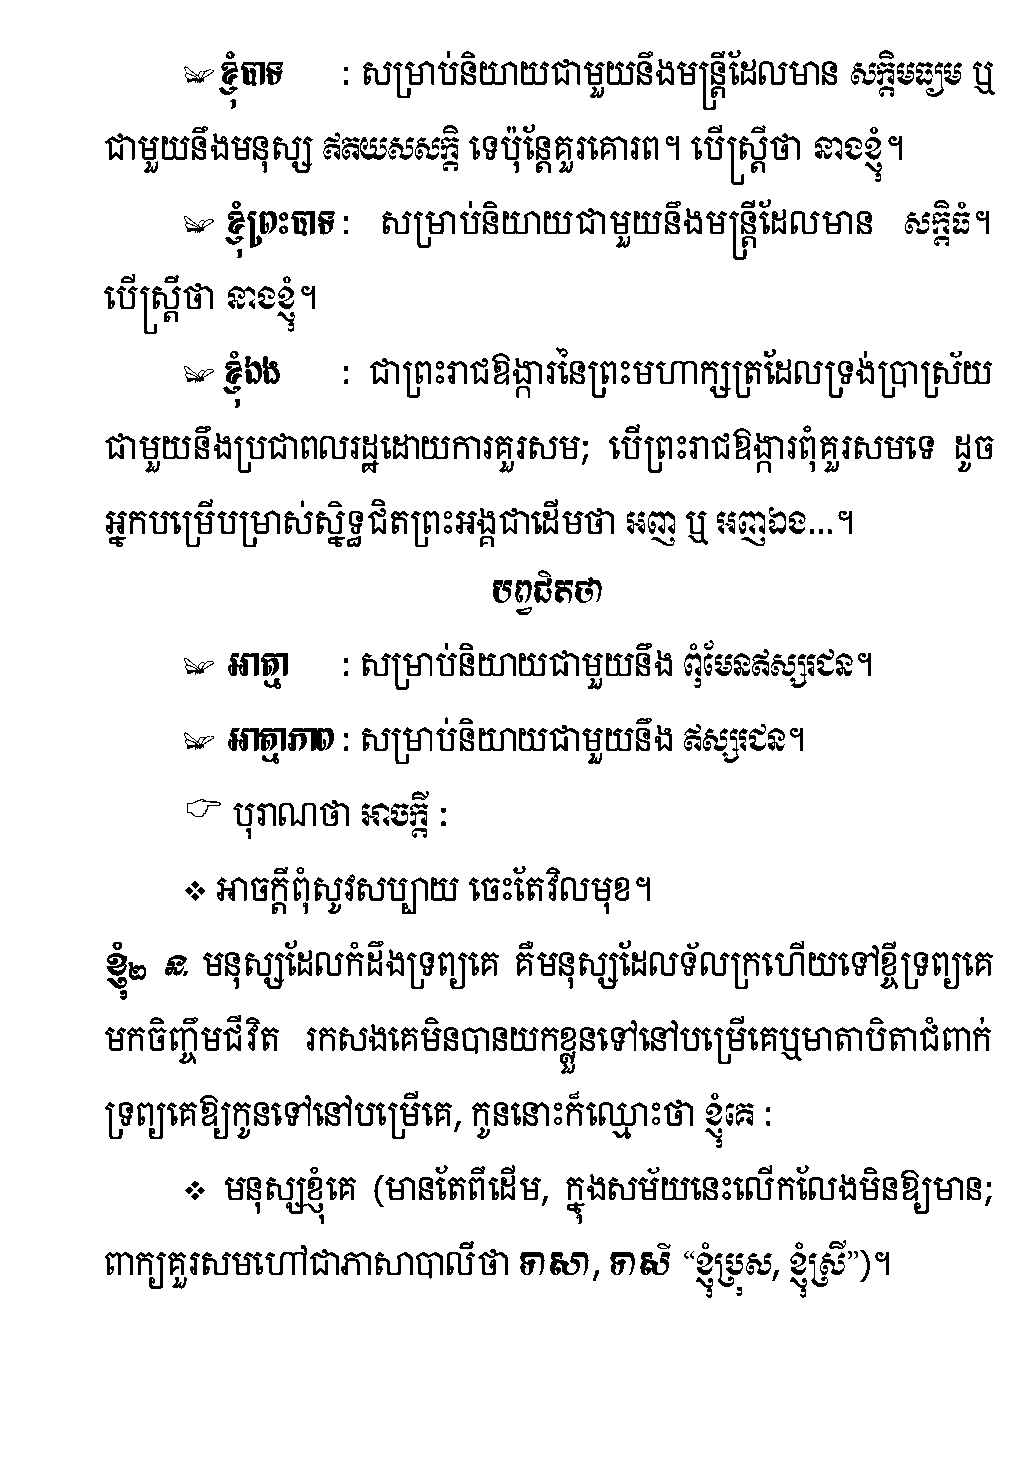 ខ្ញុំបាទ : សម្រាប់និយាយជាមួយនឹងមន្ត្រីដែលមាន សក្តិមធ្យម ឬ
ជាមួយនឹងមនុស្ស ឥតយសសក្តិ ទេប៉ុន្តែគួរគោរព។ បើស្ត្រីថា នាងខ្ញុំ។
ខ្ញុំព្រះបាទ : សម្រាប់និយាយជាមួយនឹងមន្ត្រីដែលមាន សក្តិធំ។
បើស្ត្រីថា នាងខ្ញុំ។
ខ្ញុំឯង : ជាព្រះរាជឱង្ការនៃព្រះមហាក្សត្រដែលទ្រង់ប្រាស្រ័យ
ជាមួយនឹងប្រជាពលរដ្ឋដោយការគួរសម; បើព្រះរាជឱង្ការពុំគួរសមទេ ដូច
អ្នកបម្រើបម្រាស់ស្និទ្ធជិតព្រះអង្គជាដើមថា អញ ឬ អញឯង...។
បព្វជិតថា
អាត្មា : សម្រាប់និយាយជាមួយនឹង ពុំមែនឥស្សរជន។
អាត្មាភាព : សម្រាប់និយាយជាមួយនឹង ឥស្សរជន។
☞ បុរាណថា អាចក្តី :
❖ អាចក្តីពុំសូវសប្បាយ ចេះតែវិលមុខ។
ខ្ញុំ២ ន. មនុស្សដែលកំដឹងទ្រព្យគេ គឺមនុស្សដែលទ័លក្រហើយទៅខ្ចីទ្រព្យគេ
មកចិញ្ចឹមជីវិត រកសងគេមិនបានយកខ្លួនទៅនៅបម្រើគេឬមាតាបិតាជំពាក់
ទ្រព្យគេឱ្យកូនទៅនៅបម្រើគេ, កូននោះក៏ឈ្មោះថា ខ្ញុំគេ :
❖ មនុស្សខ្ញុំគេ (មានតែពីដើម, ក្នុងសម័យនេះលើកលែងមិនឱ្យមាន;
ពាក្យគួរសមហៅជាភាសាបាលីថា ទាសា, ទាសី “ខ្ញុំប្រុស, ខ្ញុំស្រី”)។